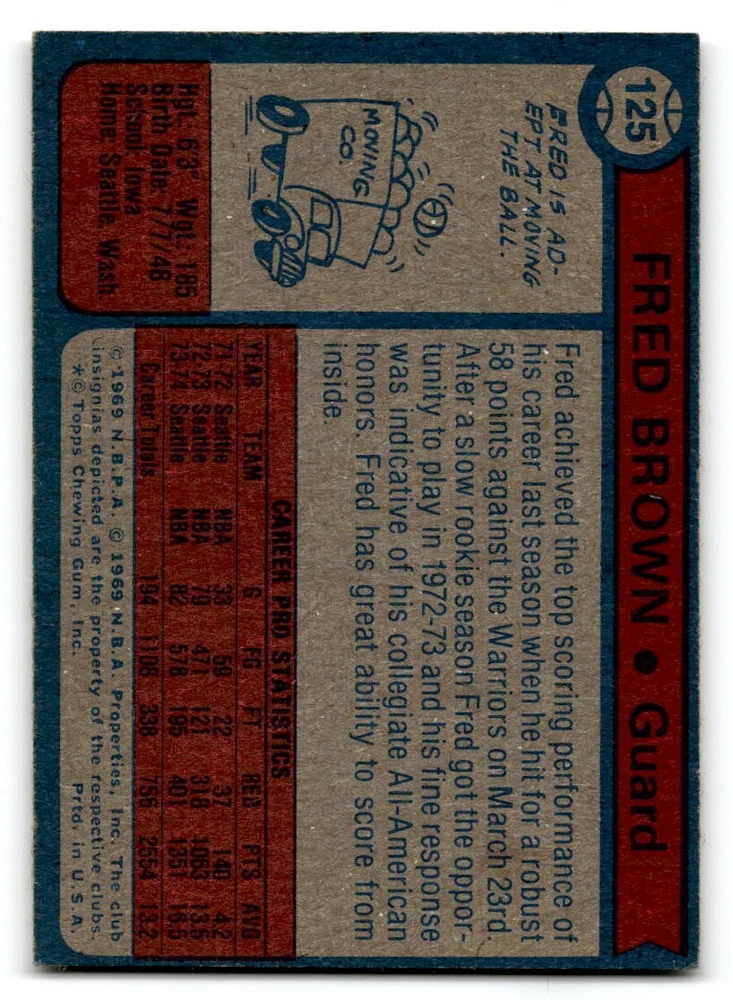 125
FRED BROWN • Guard
FRED IS AD-
EPT AT MOVING
THE BALL.
MOVING
CO.
Hgt. 6'3" Wgt.: 185
Birth Date: 7/7/48
School: Iowa
Home: Seattle, Wash.
Fred achieved the top scoring performance of
his career last season when he hit for a robust
58 points against the Warriors on March 23rd.
After a slow rookie season Fred got the oppor-
tunity to play in 1972-73 and his fine response
was indicative of his collegiate All-American
honors. Fred has great ability to score from
inside.
CAREER PRO STATISTICS
YEAR TEAM G FG FT REB PTS AVG
71-72 Seattle NBA 33 59 22 37 140 4.2
72-73 Seattle NBA 79 471 121 318 1063 13.5
73-74 Seattle NBA 82 578 195 401 1351 16.5
Career Totals 194 1108 338 756 2554 13.2
© 1969 N.B.P.A. © 1969 N.B.A. Properties, Inc. The club
insignias depicted are the property of the respective clubs.
*© Topps Chewing Gum, Inc. Prtd. in U.S.A.